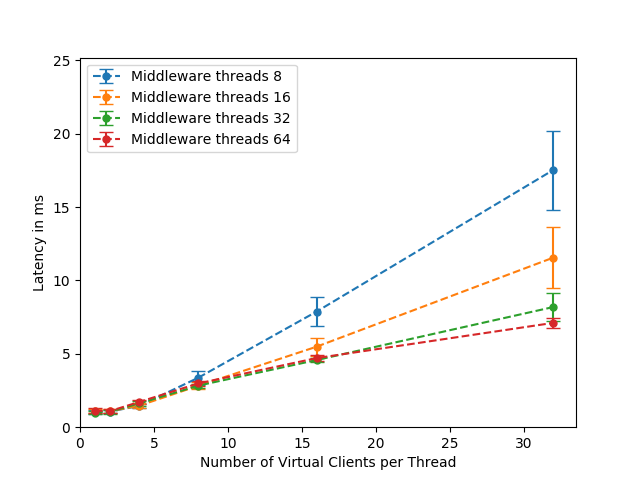 25
20
15
10
5
0
Latency in ms
Middleware threads 8
Middleware threads 16
Middleware threads 32
Middleware threads 64
0 5 10 15 20 25 30
Number of Virtual Clients per Thread